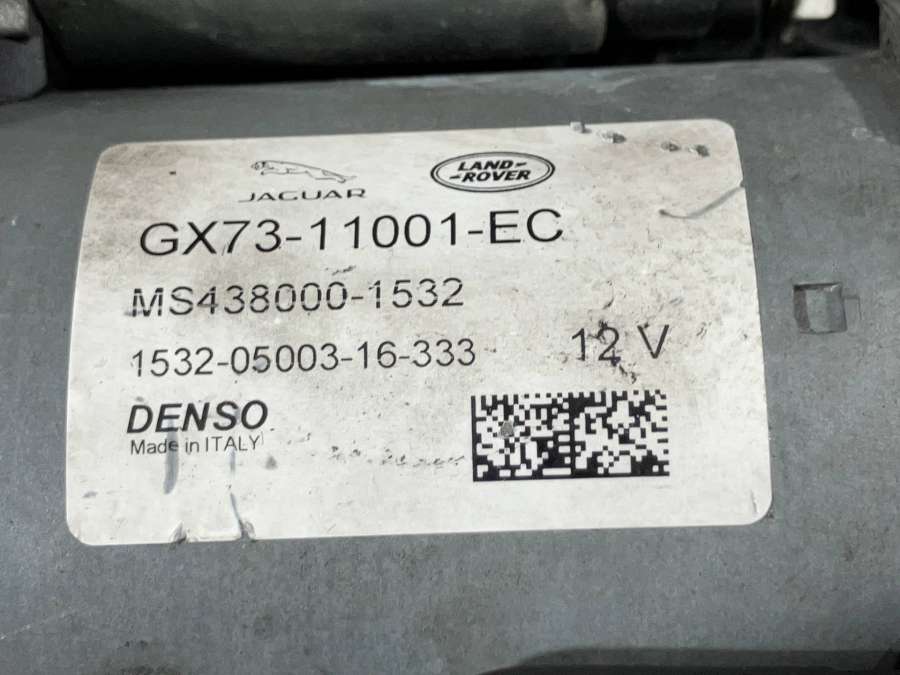 JAGUAR
LAND-
-ROVER
GX73-11001-EC
MS438000-1532
1532-05003-16-333
12 V
DENSO
Made in ITALY